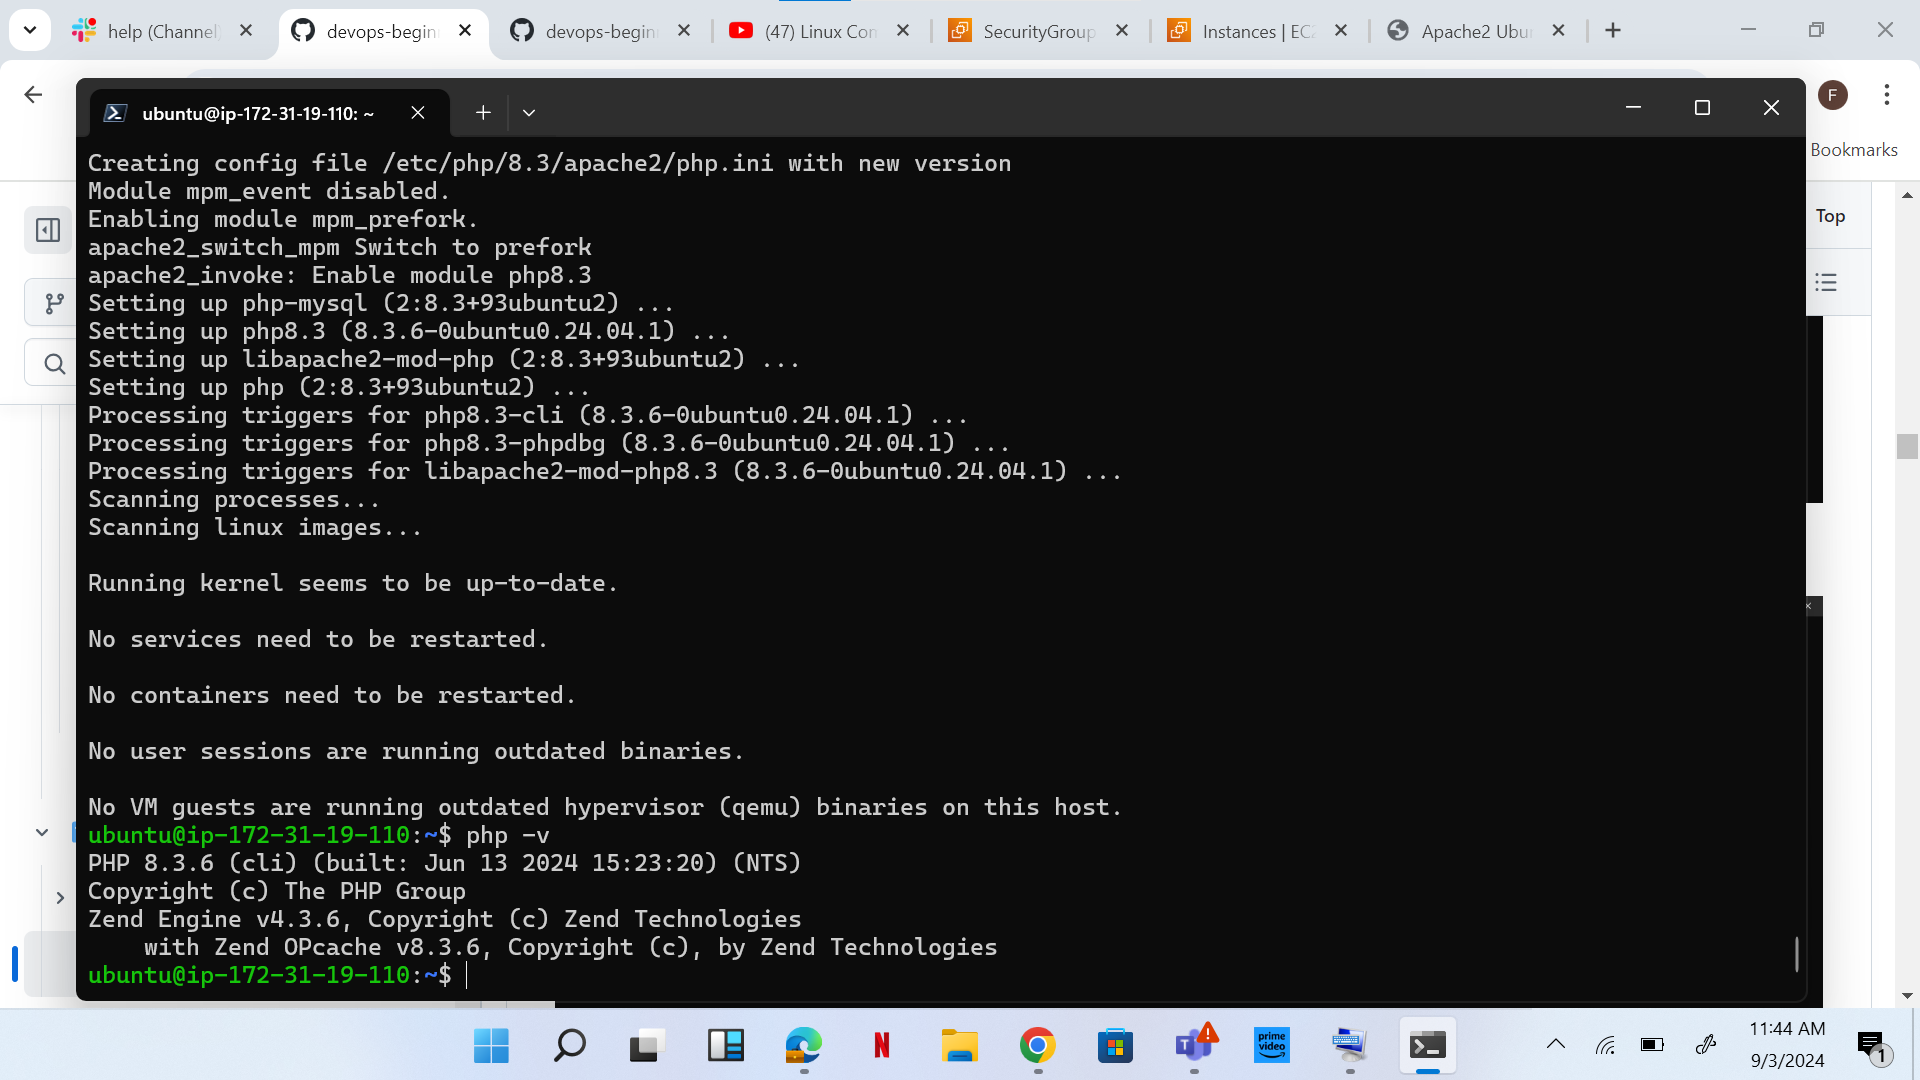 help (Channel)
devops-begin
devops-begin
(47) Linux Con
SecurityGroup
Instances | EC2
Apache2 Ubu
ubuntu@ip-172-31-19-110: ~
F
Bookmarks
Top
Creating config file /etc/php/8.3/apache2/php.ini with new version
Module mpm_event disabled.
Enabling module mpm_prefork.
apache2_switch_mpm Switch to prefork
apache2_invoke: Enable module php8.3
Setting up php-mysql (2:8.3+93ubuntu2) ...
Setting up php8.3 (8.3.6-0ubuntu0.24.04.1) ...
Setting up libapache2-mod-php (2:8.3+93ubuntu2) ...
Setting up php (2:8.3+93ubuntu2) ...
Processing triggers for php8.3-cli (8.3.6-0ubuntu0.24.04.1) ...
Processing triggers for php8.3-phpdbg (8.3.6-0ubuntu0.24.04.1) ...
Processing triggers for libapache2-mod-php8.3 (8.3.6-0ubuntu0.24.04.1) ...
Scanning processes...
Scanning linux images...
Running kernel seems to be up-to-date.
No services need to be restarted.
No containers need to be restarted.
No user sessions are running outdated binaries.
No VM guests are running outdated hypervisor (qemu) binaries on this host.
ubuntu@ip-172-31-19-110:~$ php -v
PHP 8.3.6 (cli) (built: Jun 13 2024 15:23:20) (NTS)
Copyright (c) The PHP Group
Zend Engine v4.3.6, Copyright (c) Zend Technologies
    with Zend OPcache v8.3.6, Copyright (c), by Zend Technologies
ubuntu@ip-172-31-19-110:~$
N
T
prime video
11:44 AM
9/3/2024
1